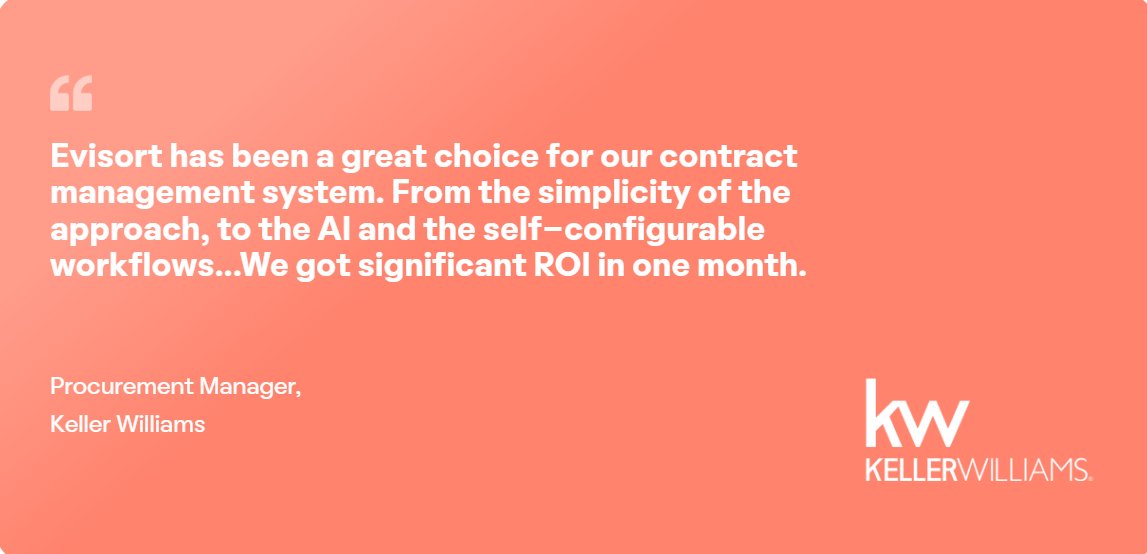 “
Evisort has been a great choice for our contract
management system. From the simplicity of the
approach, to the AI and the self-configurable
workflows...We got significant ROI in one month.
Procurement Manager,
Keller Williams
kw
KELLERWILLIAMS®